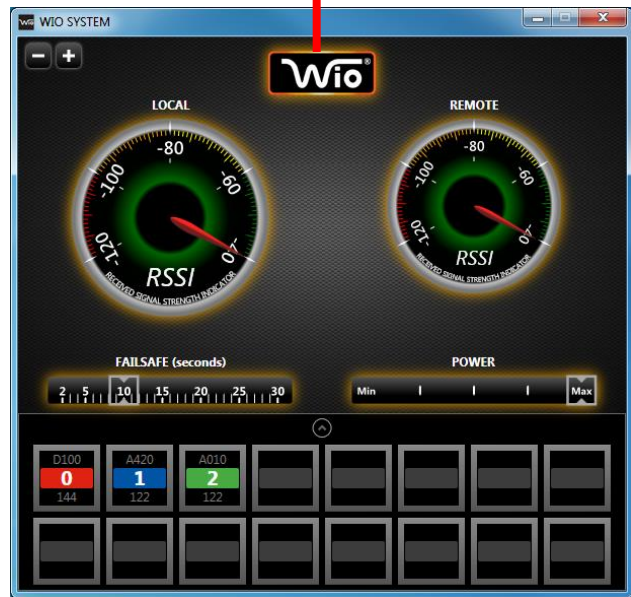 WiO WIO SYSTEM
Wio®
LOCAL
REMOTE
-120 -100 -80 -60 -40
RSSI
RECEIVED SIGNAL STRENGTH INDICATOR
-120 -100 -80 -60 -40
RSSI
RECEIVED SIGNAL STRENGTH INDICATOR
FAILSAFE (seconds)
2 5 10 15 20 25 30
POWER
Min Max
D100 A420 A010
0 1 2
144 122 122